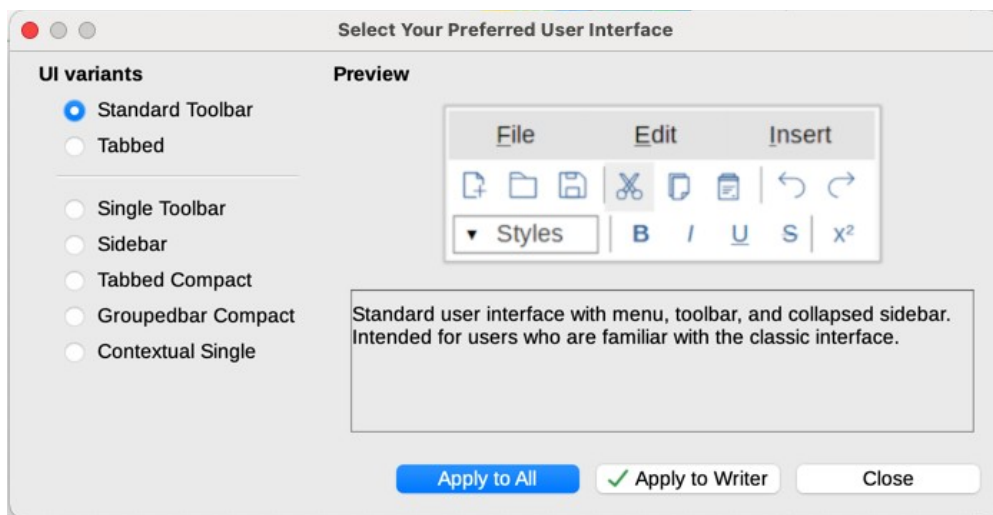 Select Your Preferred User Interface
UI variants
Standard Toolbar
Tabbed
Single Toolbar
Sidebar
Tabbed Compact
Groupedbar Compact
Contextual Single
Preview
File Edit Insert
Styles B I U S x²
Standard user interface with menu, toolbar, and collapsed sidebar.
Intended for users who are familiar with the classic interface.
Apply to All Apply to Writer Close